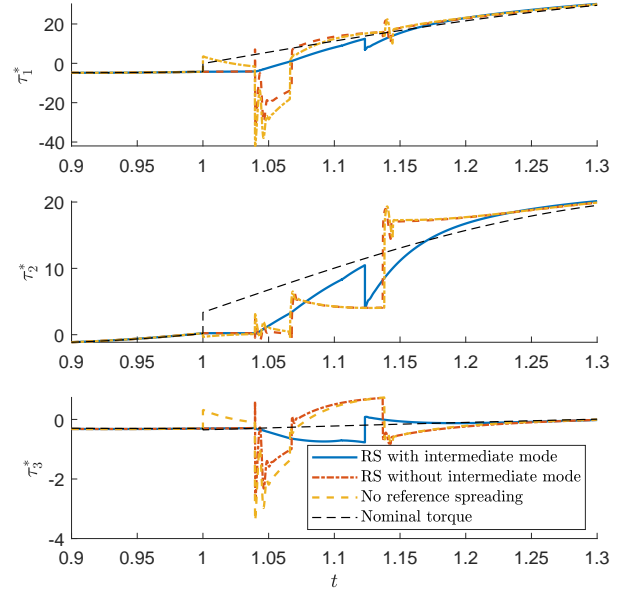 20
0
-20
-40
τ₁*
0.9 0.95 1 1.05 1.1 1.15 1.2 1.25 1.3
20
10
0
τ₂*
0.9 0.95 1 1.05 1.1 1.15 1.2 1.25 1.3
0
-2
-4
τ₃*
RS with intermediate mode
RS without intermediate mode
No reference spreading
Nominal torque
0.9 0.95 1 1.05 1.1 1.15 1.2 1.25 1.3
t